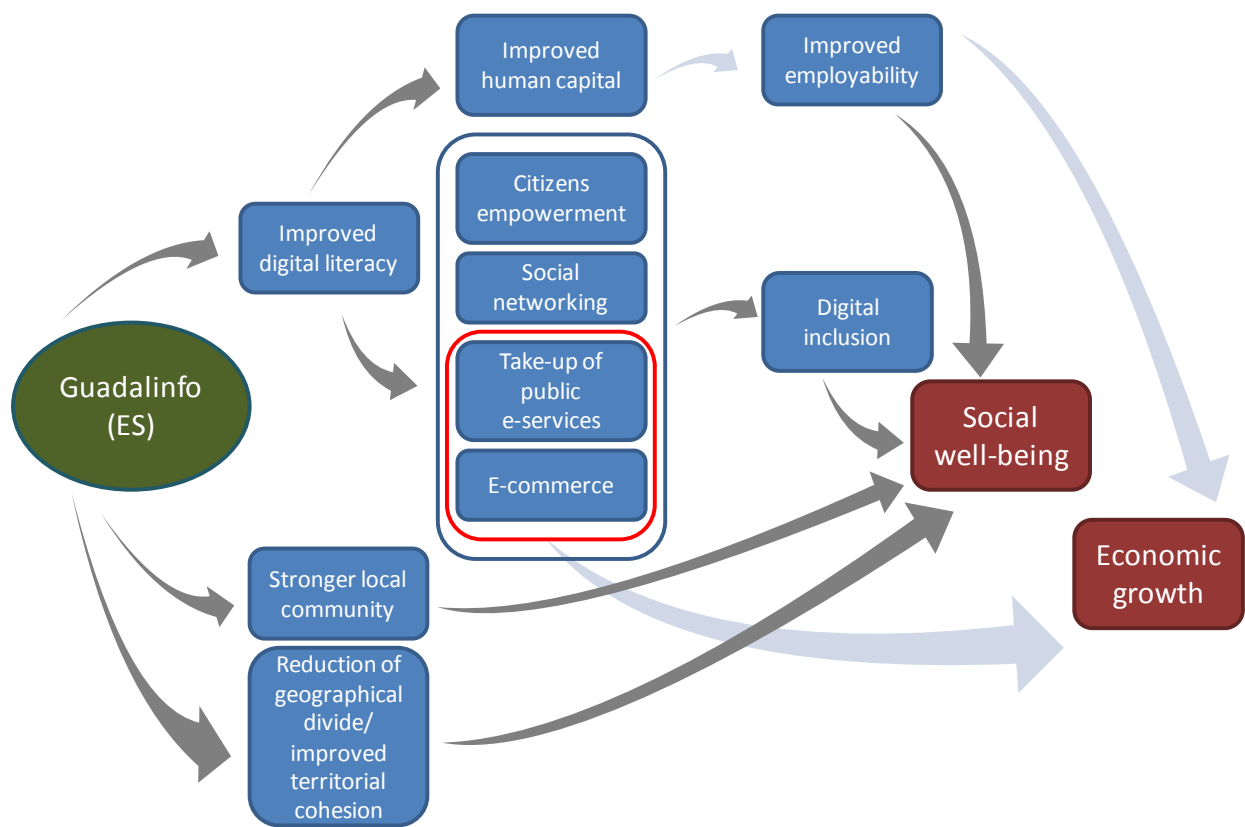 Improved
human capital
Improved
employability
Citizens
empowerment
Improved
digital literacy
Social
networking
Digital
inclusion
Take-up of
public
e-services
Guadalinfo
(ES)
Social
well-being
E-commerce
Stronger local
community
Economic
growth
Reduction of
geographical
divide/
improved
territorial
cohesion